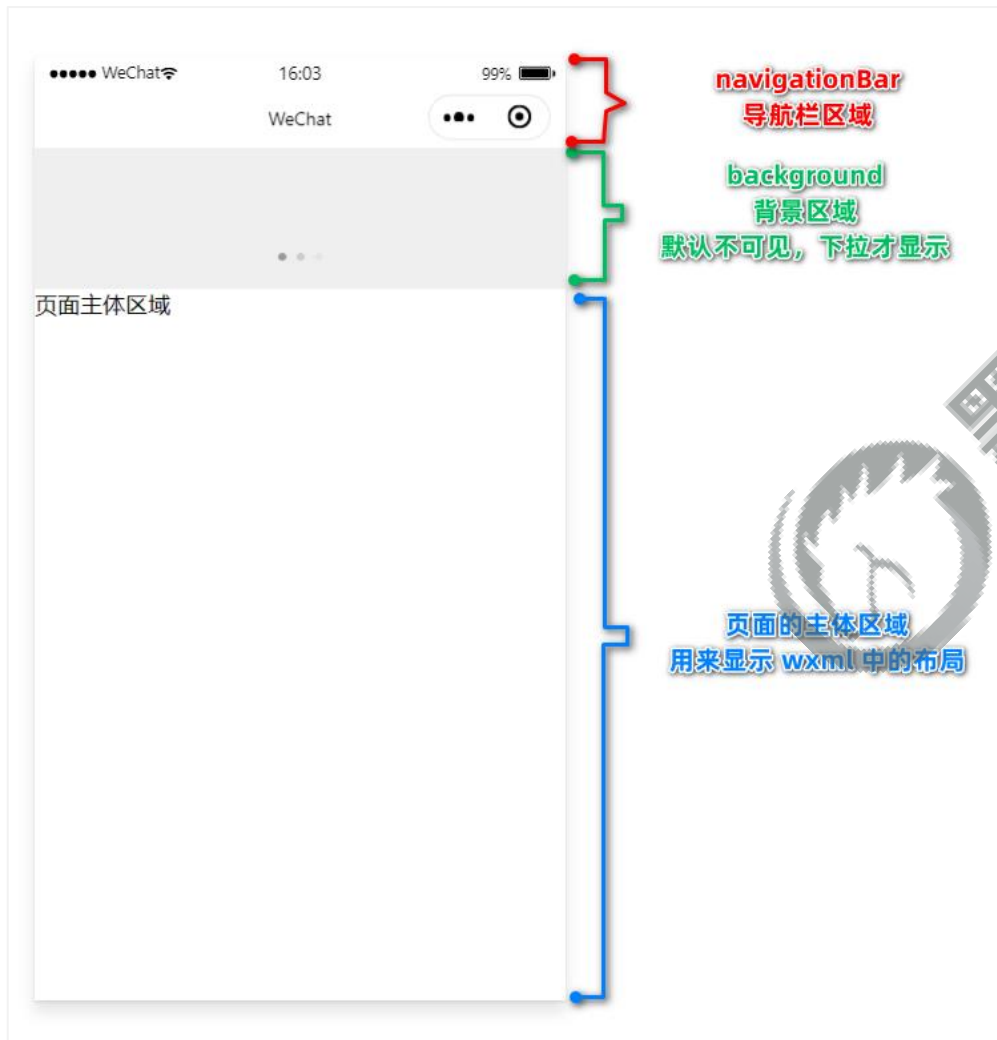 WeChat
16:03
99%
WeChat
navigationBar
导航栏区域
background
背景区域
默认不可见，下拉才显示
页面主体区域
页面的主体区域
用来显示 wxml 中的布局